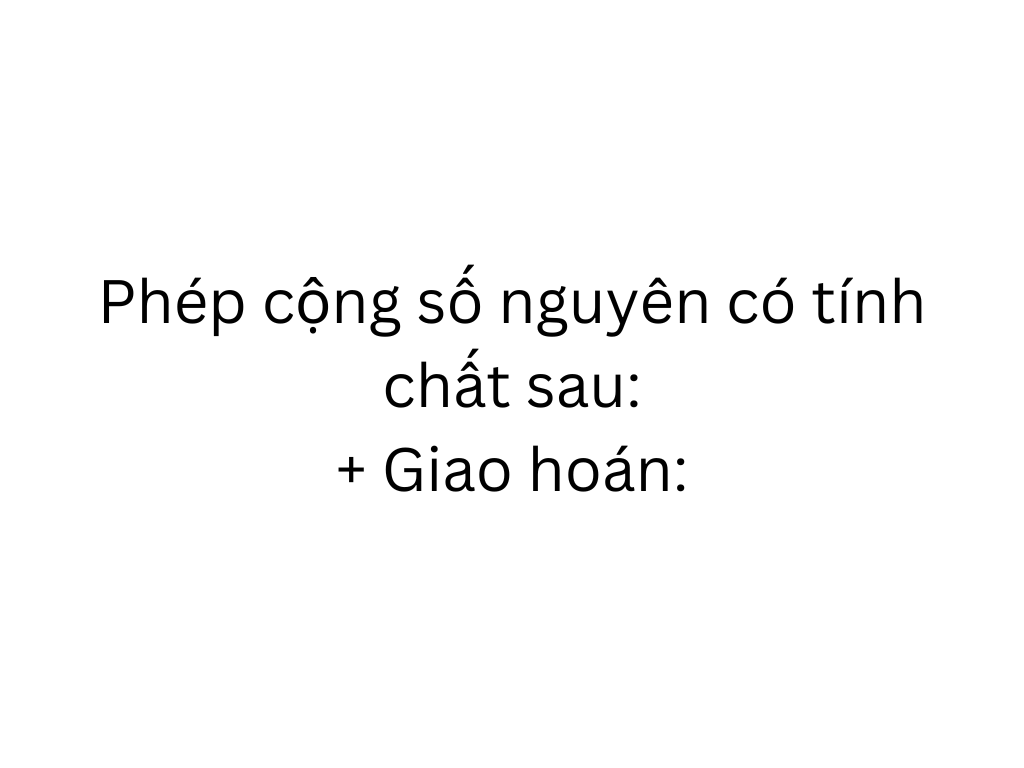 Phép cộng số nguyên có tính
chất sau:
+ Giao hoán: